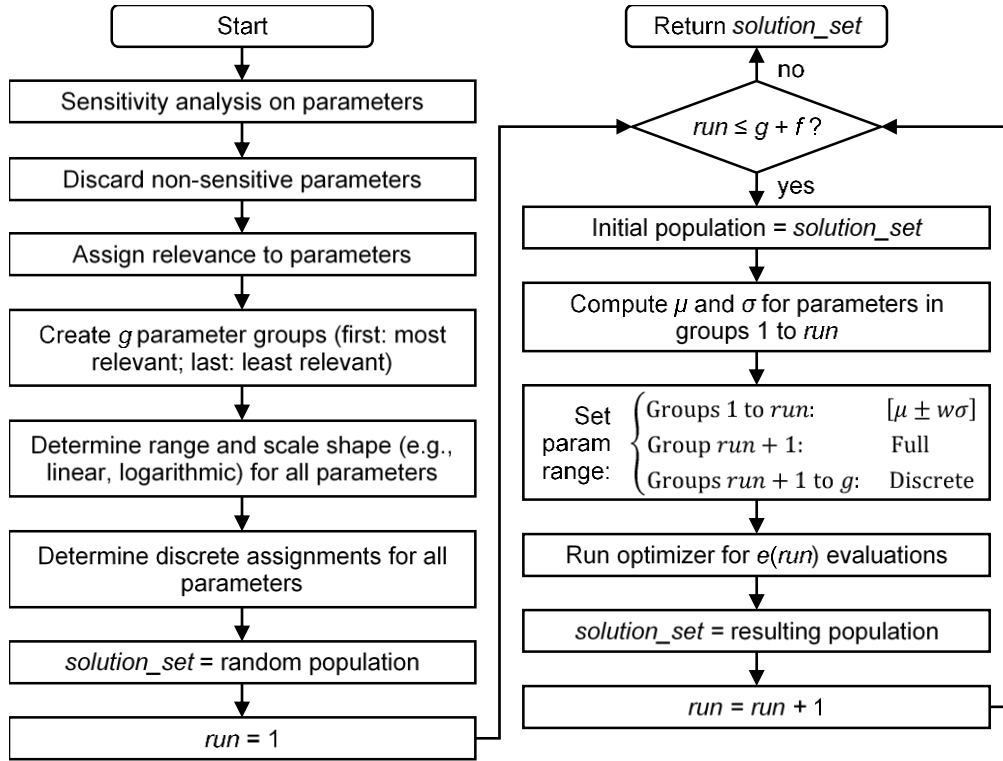 Start
Sensitivity analysis on parameters
Discard non-sensitive parameters
Assign relevance to parameters
Create g parameter groups (first: most
relevant; last: least relevant)
Determine range and scale shape (e.g.,
linear, logarithmic) for all parameters
Determine discrete assignments for all
parameters
solution_set = random population
run = 1
Return solution_set
no
run ≤ g + f ?
yes
Initial population = solution_set
Compute μ and σ for parameters in
groups 1 to run
Set
param
range:
Groups 1 to run: [μ ± wσ]
Group run + 1: Full
Groups run + 1 to g: Discrete
Run optimizer for e(run) evaluations
solution_set = resulting population
run = run + 1